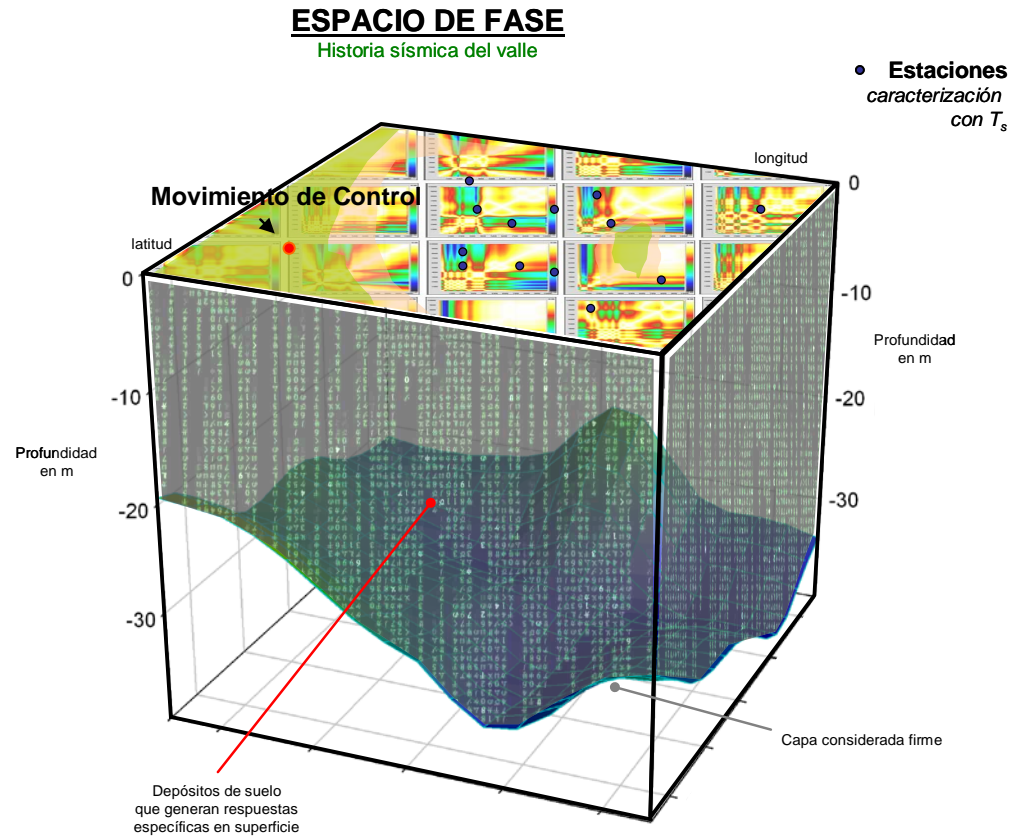 ESPACIO DE FASE
Historia sísmica del valle
Estaciones
caracterización
con Ts
longitud
Movimiento de Control
latitud
0
0
-10
-10
-20
-20
-30
-30
Profundidad
en m
Profundidad
en m
Capa considerada firme
Depósitos de suelo
que generan respuestas
específicas en superficie